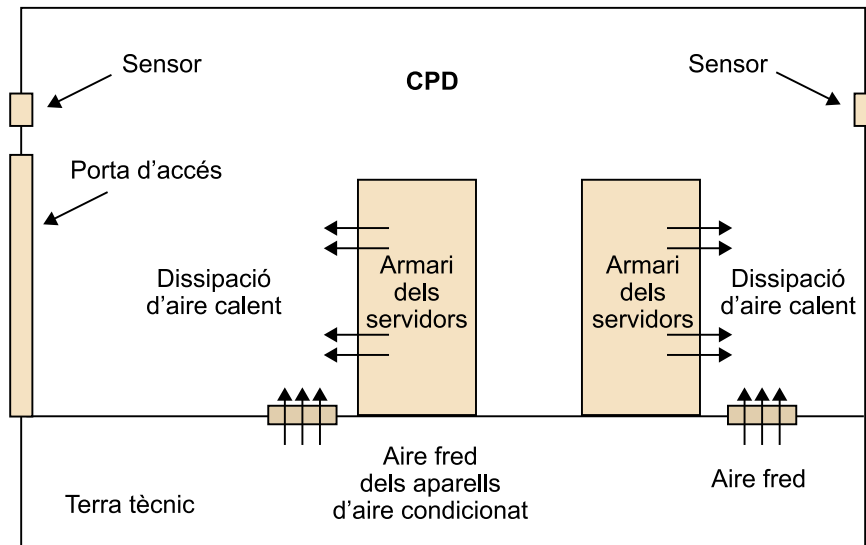 Sensor
CPD
Sensor
Porta d'accés
Dissipació
d'aire calent
Armari
dels
servidors
Armari
dels
servidors
Dissipació
d'aire calent
Aire fred
dels aparells
d'aire condicionat
Aire fred
Terra tècnic